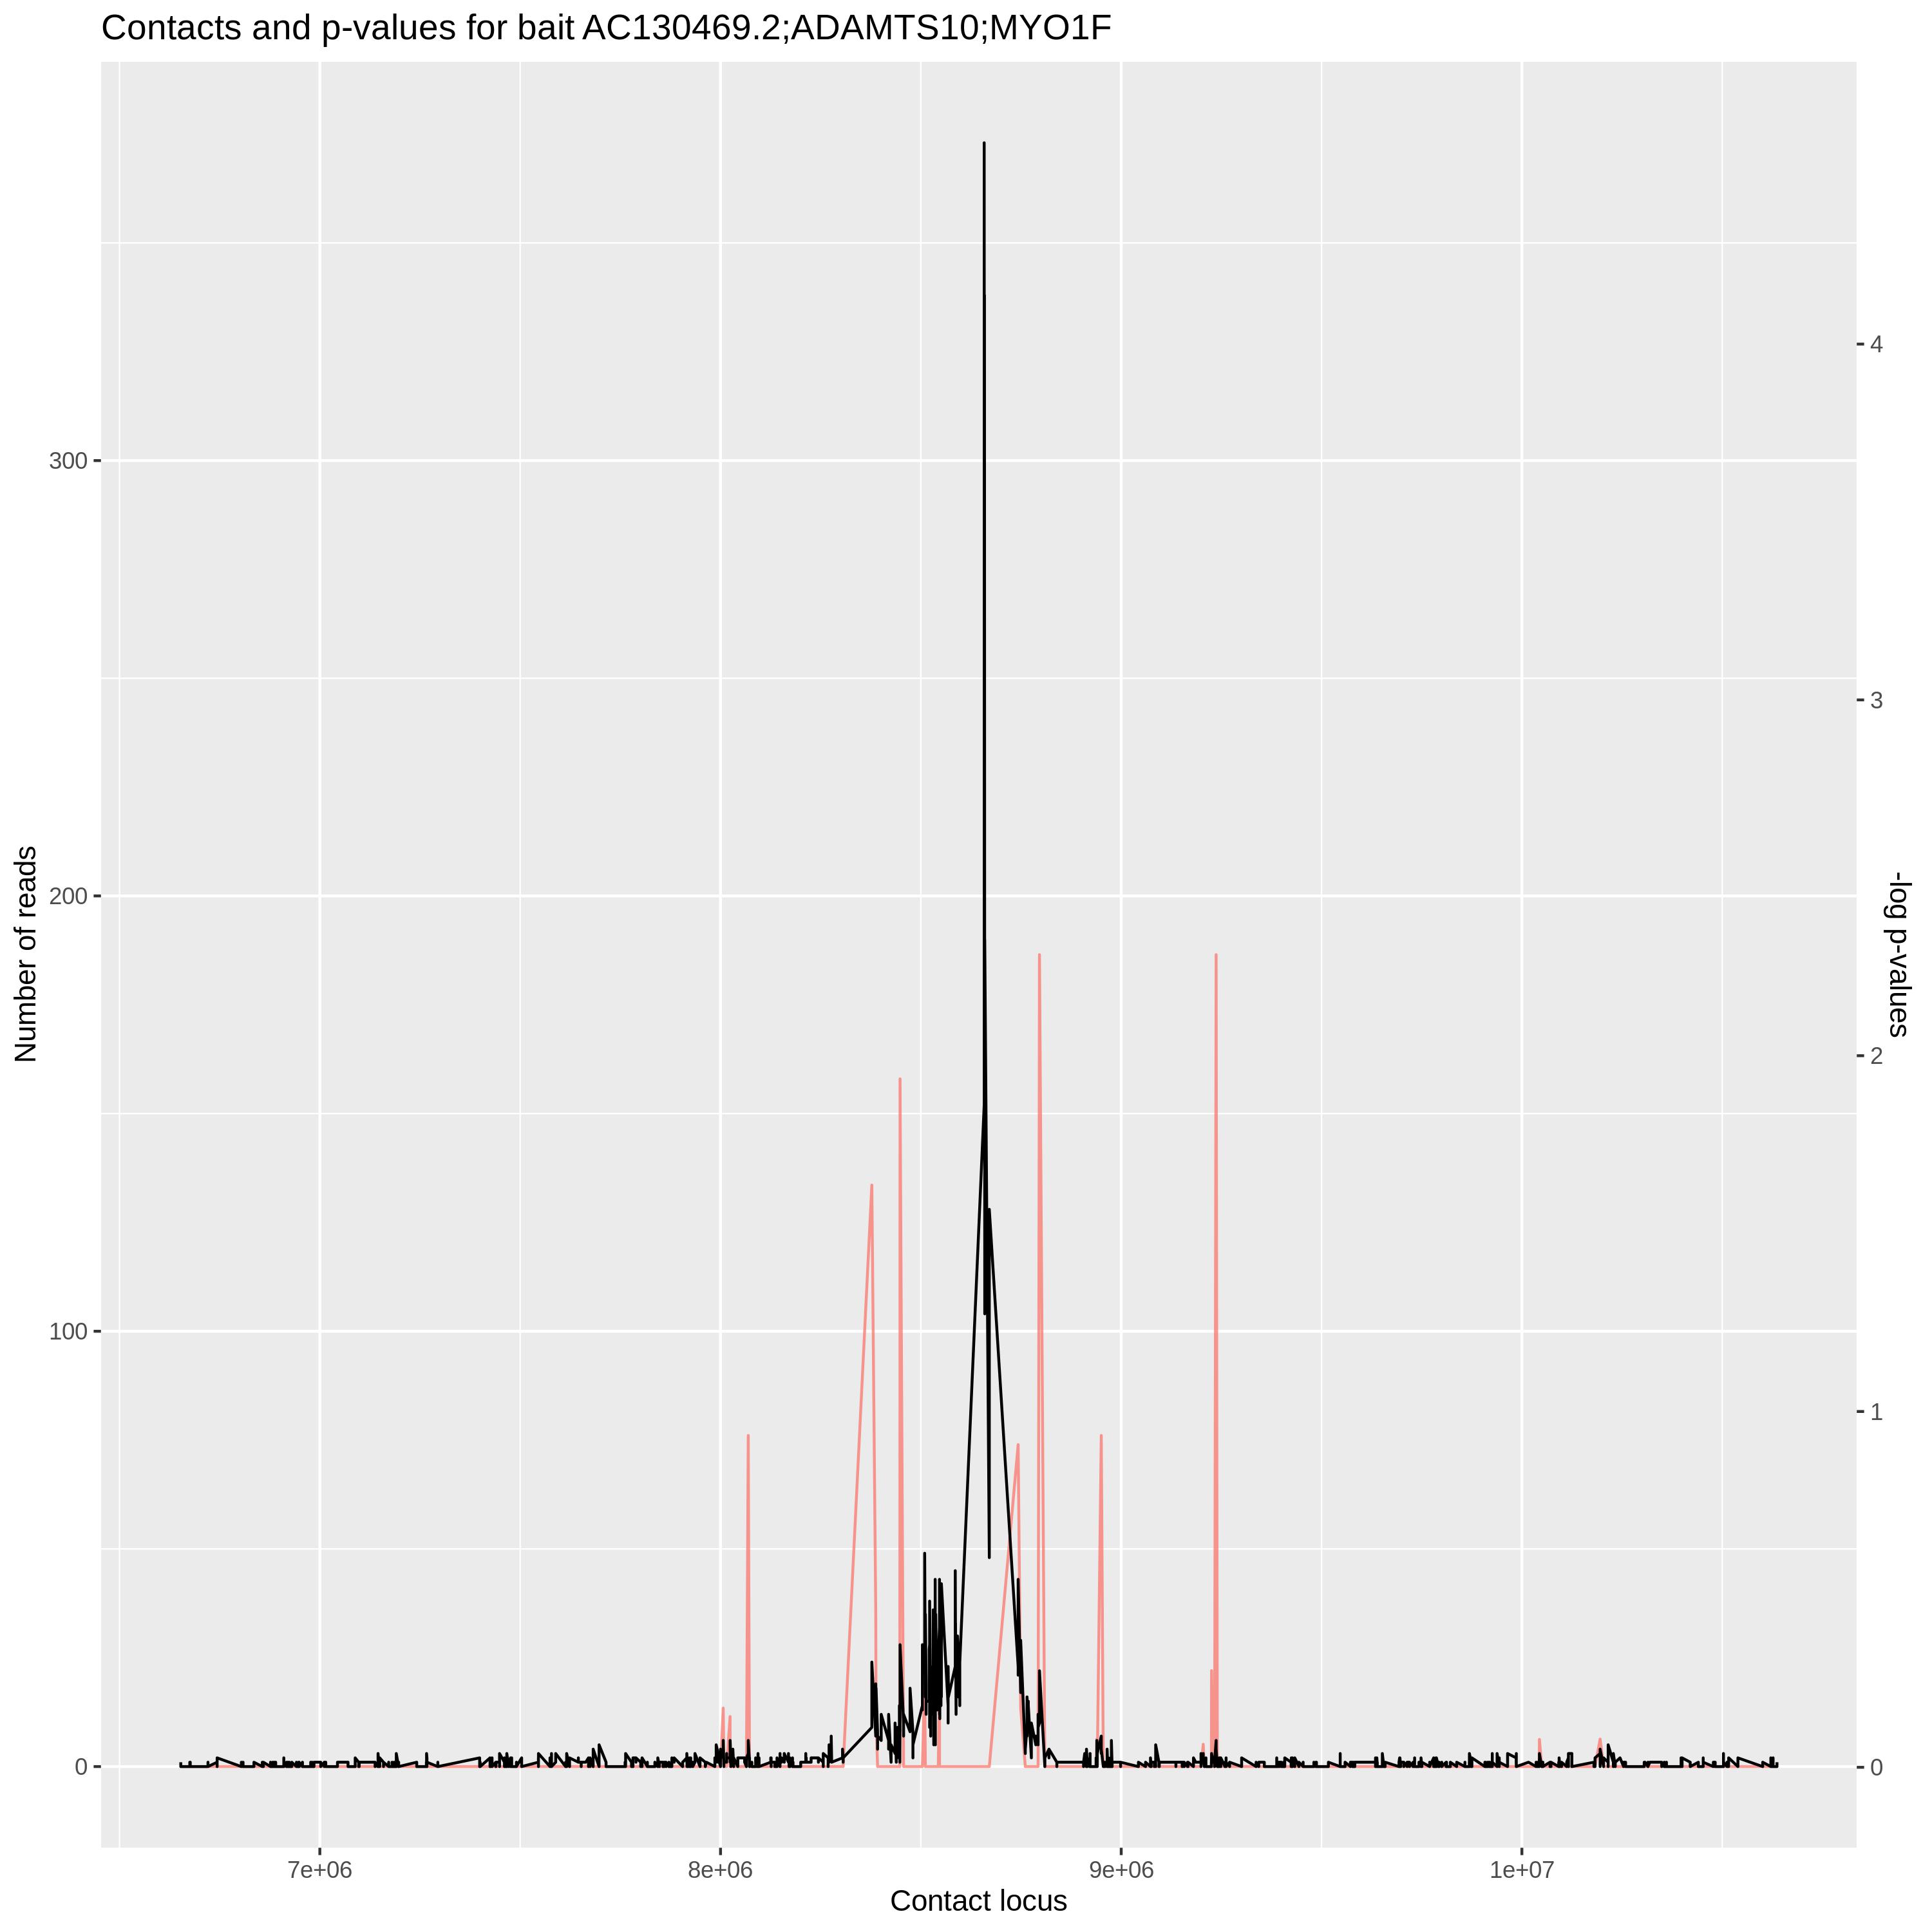 Contacts and p-values for bait AC130469.2;ADAMTS10;MYO1F
Number of reads
300
200
100
0
4
3
2
1
0
-log p-values
7e+06 8e+06 9e+06 1e+07
Contact locus